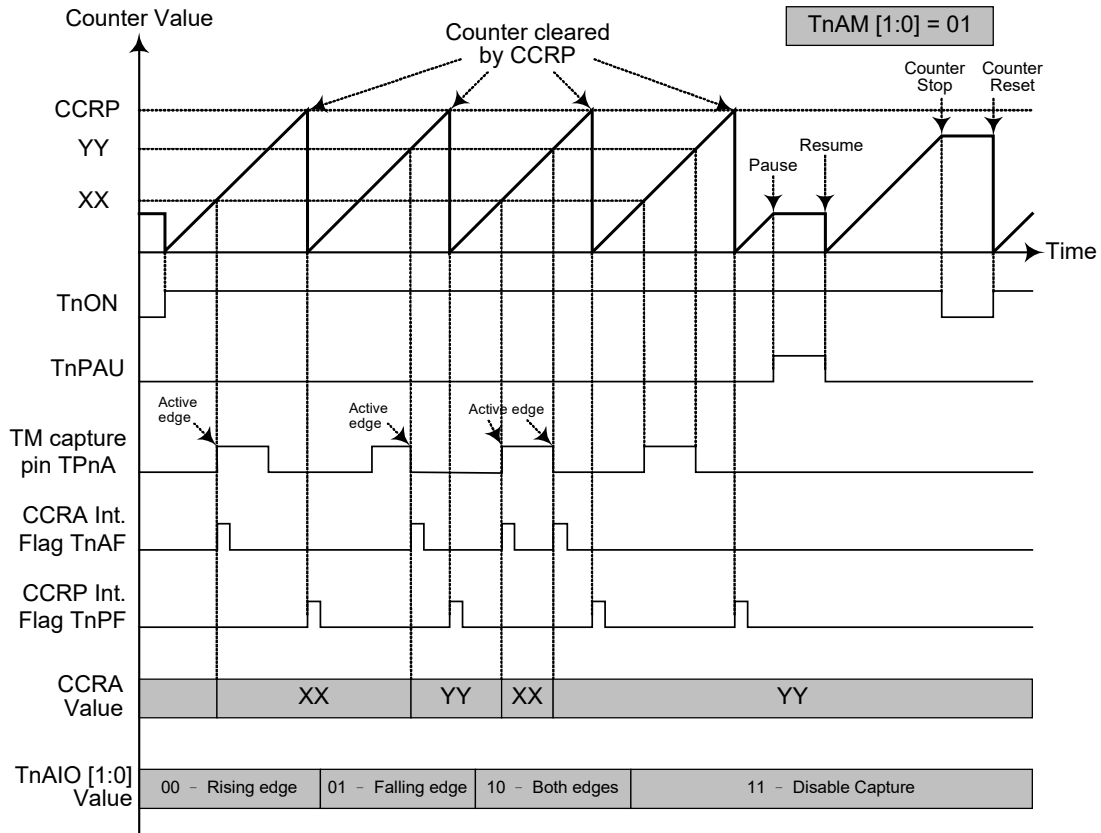 Counter Value
TnAM [1:0] = 01
Counter cleared
by CCRP
Counter
Stop
Counter
Reset
CCRP
YY
Pause
Resume
XX
Time
TnON
TnPAU
Active
edge
Active
edge
Active edge
TM capture
pin TPnA
CCRA Int.
Flag TnAF
CCRP Int.
Flag TnPF
CCRA
Value
XX
YY
XX
YY
TnAIO [1:0]
Value
00 - Rising edge
01 - Falling edge
10 - Both edges
11 - Disable Capture